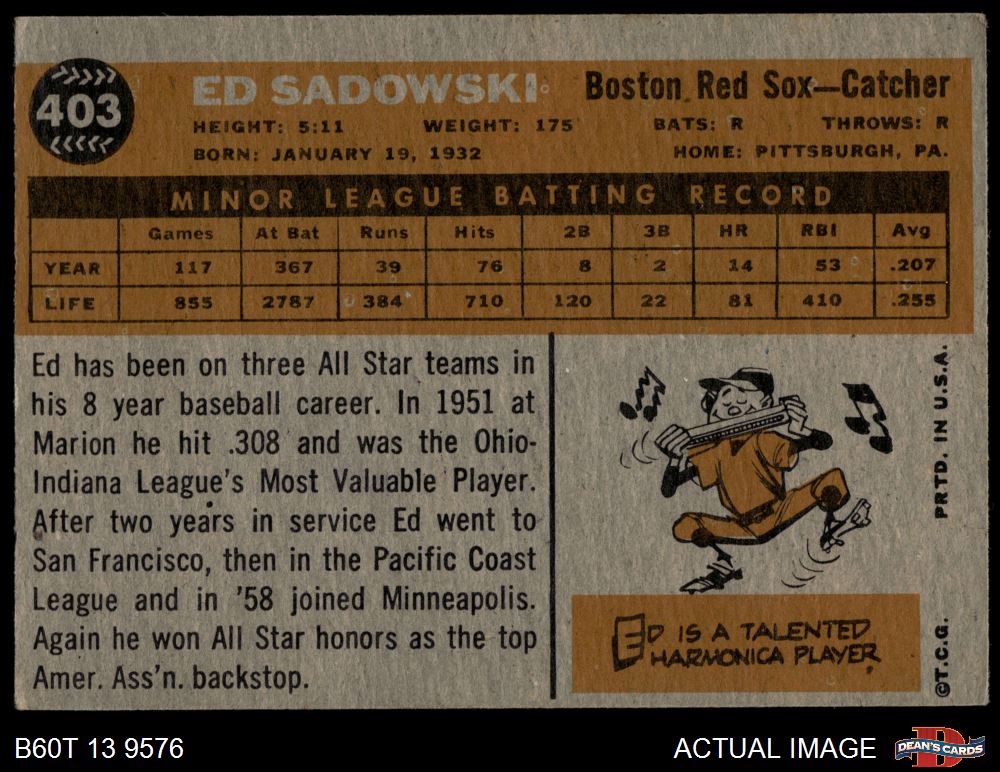 403
ED SADOWSKI
Boston Red Sox—Catcher
HEIGHT: 5:11 WEIGHT: 175 BATS: R THROWS: R
BORN: JANUARY 19, 1932 HOME: PITTSBURGH, PA.
MINOR LEAGUE BATTING RECORD
Games At Bat Runs Hits 2B 3B HR RBI Avg
YEAR 117 367 39 76 8 2 14 53 .207
LIFE 855 2787 384 710 120 22 81 410 .255
Ed has been on three All Star teams in
his 8 year baseball career. In 1951 at
Marion he hit .308 and was the Ohio-
Indiana League's Most Valuable Player.
After two years in service Ed went to
San Francisco, then in the Pacific Coast
League and in '58 joined Minneapolis.
Again he won All Star honors as the top
Amer. Ass'n. backstop.
ED IS A TALENTED
HARMONICA PLAYER
©T.C.G. PRTD. IN U.S.A.
B60T 13 9576
ACTUAL IMAGE
D
DEAN'S CARDS